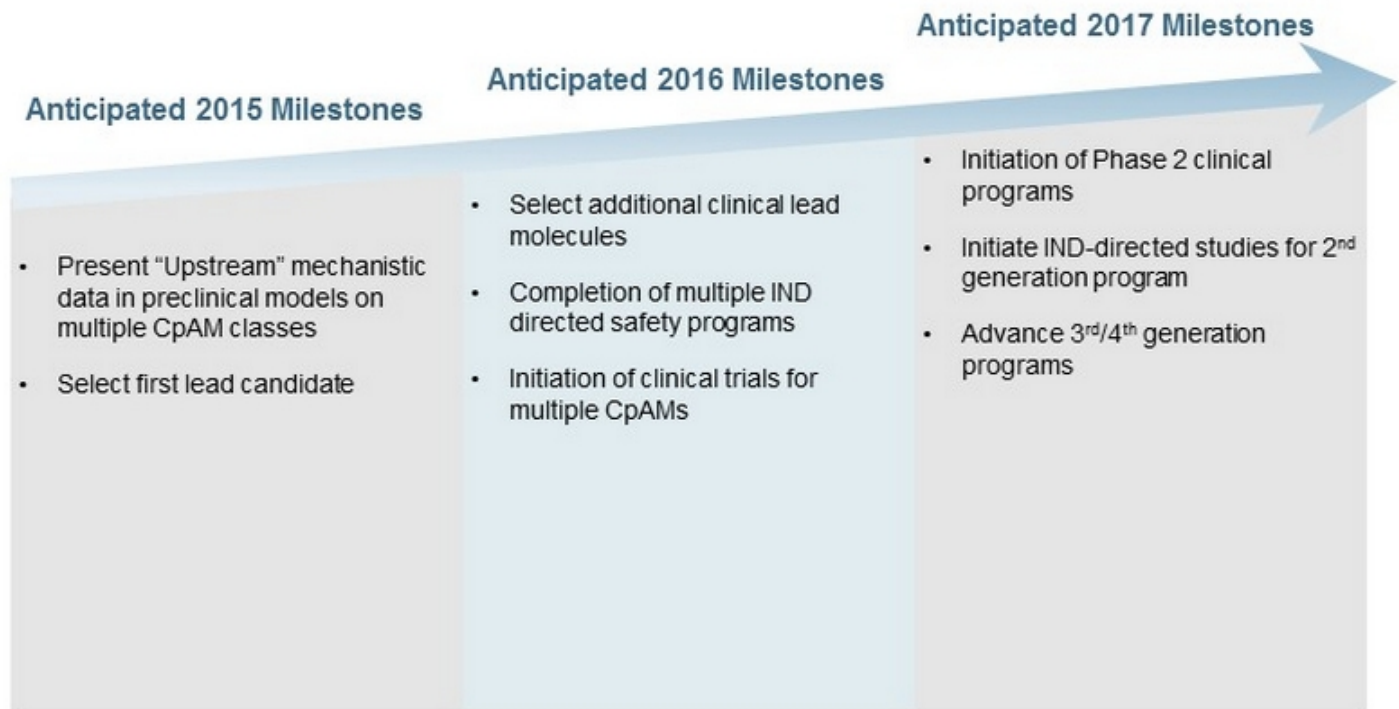 Anticipated 2015 Milestones
• Present “Upstream” mechanistic
data in preclinical models on
multiple CpAM classes
• Select first lead candidate
Anticipated 2016 Milestones
• Select additional clinical lead
molecules
• Completion of multiple IND
directed safety programs
• Initiation of clinical trials for
multiple CpAMs
Anticipated 2017 Milestones
• Initiation of Phase 2 clinical
programs
• Initiate IND-directed studies for 2nd
generation program
• Advance 3rd/4th generation
programs